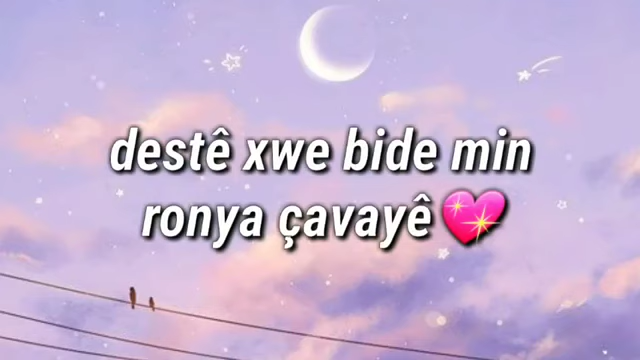 destê xwe bide min
ronya çavayê 💖